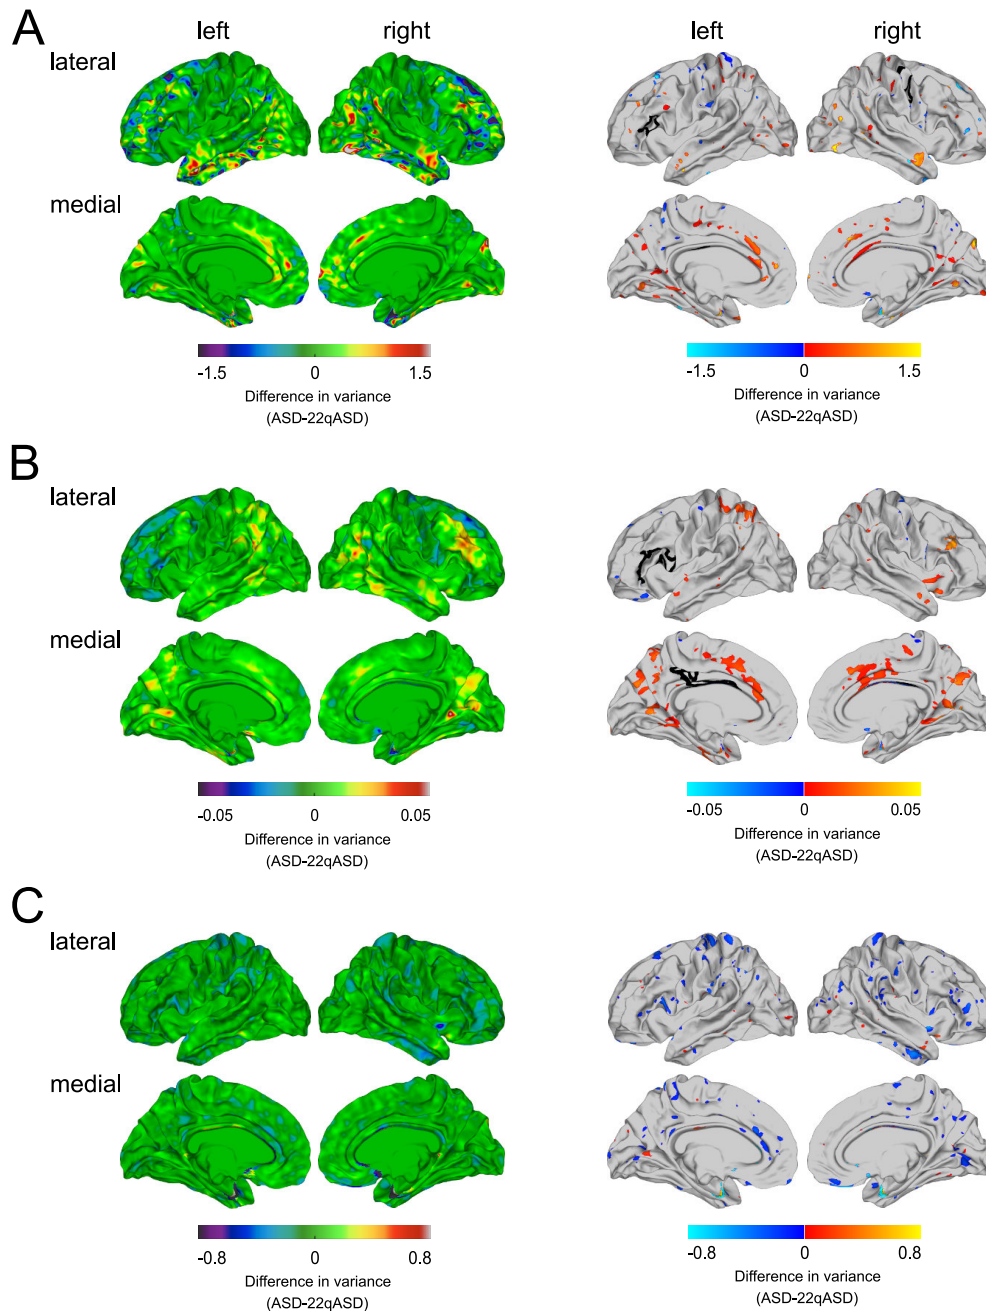 A
left right left right
lateral
medial
-1.5 0 1.5 -1.5 0 1.5
Difference in variance Difference in variance
(ASD-22qASD) (ASD-22qASD)
B
lateral
medial
-0.05 0 0.05 -0.05 0 0.05
Difference in variance Difference in variance
(ASD-22qASD) (ASD-22qASD)
C
lateral
medial
-0.8 0 0.8 -0.8 0 0.8
Difference in variance Difference in variance
(ASD-22qASD) (ASD-22qASD)